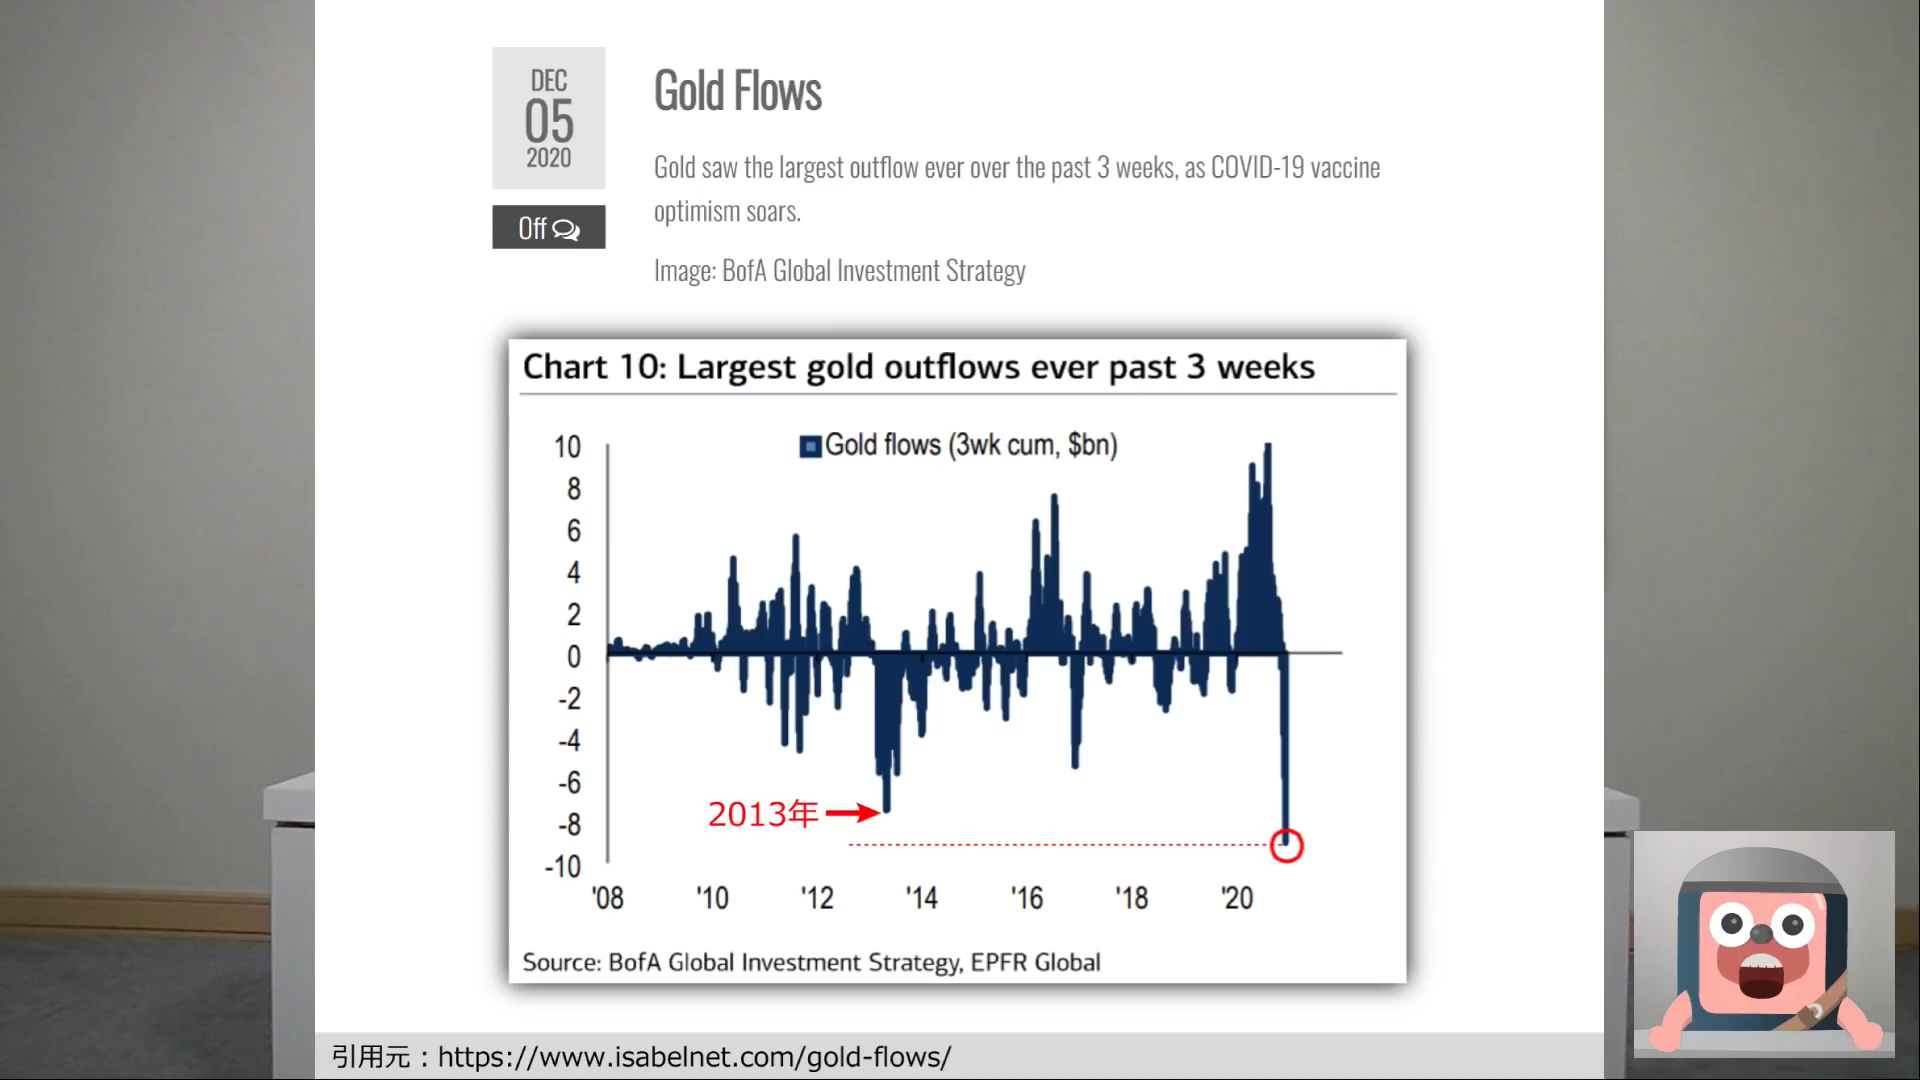 DEC
05
2020
Off
Gold Flows
Gold saw the largest outflow ever over the past 3 weeks, as COVID-19 vaccine
optimism soars.
Image: BofA Global Investment Strategy
Chart 10: Largest gold outflows ever past 3 weeks
Gold flows (3wk cum, $bn)
10
8
6
4
2
0
-2
-4
-6
-8
-10
2013年
'08 '10 '12 '14 '16 '18 '20
Source: BofA Global Investment Strategy, EPFR Global
引用元：https://www.isabelnet.com/gold-flows/